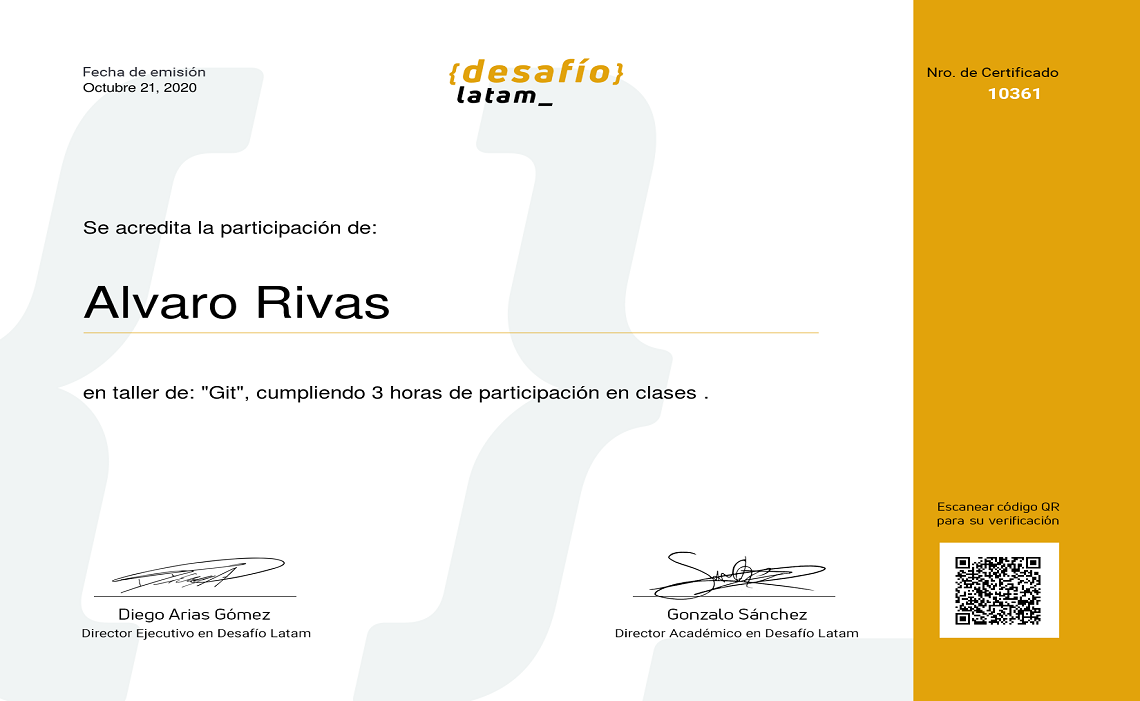 Fecha de emisión
Octubre 21, 2020
{desafío}
latam_
Nro. de Certificado
10361
Se acredita la participación de:
Alvaro Rivas
en taller de: "Git", cumpliendo 3 horas de participación en clases .
Escanear código QR
para su verificación
Diego Arias Gómez
Director Ejecutivo en Desafío Latam
Gonzalo Sánchez
Director Académico en Desafío Latam